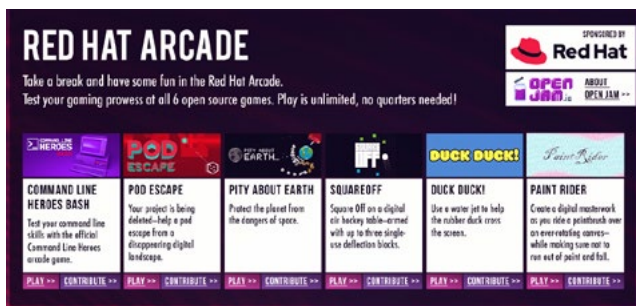 RED HAT ARCADE
Take a break and have some fun in the Red Hat Arcade.
Test your gaming prowess at all 6 open source games. Play is unlimited, no quarters needed!
SPONSORED BY
Red Hat
OPEN
JAM.io
ABOUT
OPEN JAM >>
COMMAND LINE
HEROES
COMMAND LINE
HEROES BASH
Test your command line
skills with the official
Command Line Heroes
arcade game.
PLAY >> CONTRIBUTE >>
POD
ESCAPE
POD ESCAPE
Your project is being
deleted—help a pod
escape from a
disappearing digital
landscape.
PLAY >> CONTRIBUTE >>
PITY ABOUT
EARTH
PITY ABOUT EARTH
Protect the planet from
the dangers of space.
PLAY >> CONTRIBUTE >>
SQUARE
OFF
SQUAREOFF
Square Off on a digital
air hockey table—armed
with up to three single-
use deflection blocks.
PLAY >> CONTRIBUTE >>
DUCK DUCK!
DUCK DUCK!
Use a water jet to help
the rubber duck cross
the screen.
PLAY >> CONTRIBUTE >>
Paint Rider
PAINT RIDER
Create a digital masterwork
as you ride a paintbrush over
an ever-rotating canvas—
while making sure not to
run out of paint and fall.
PLAY >> CONTRIBUTE >>